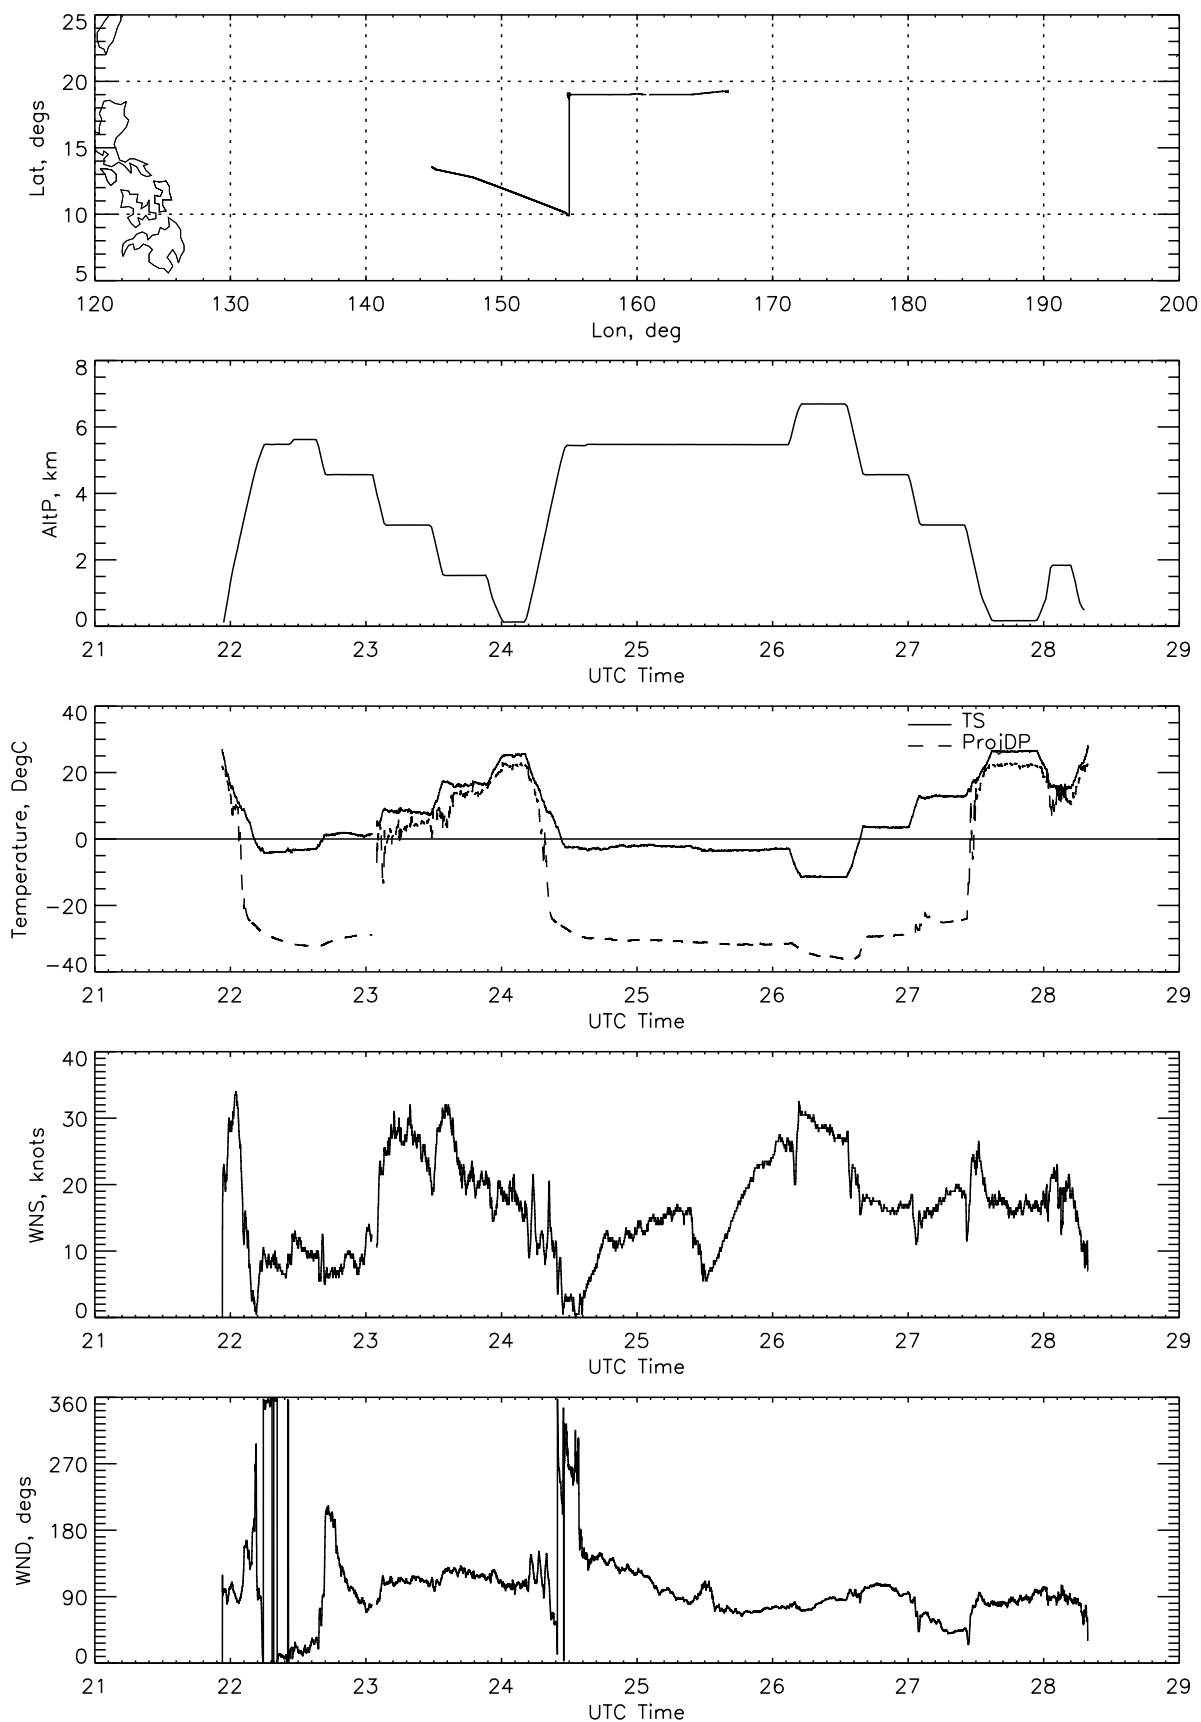 25
20
15
10
5
Lat, degs
120 130 140 150 160 170 180 190 200
Lon, deg
8
6
4
2
0
AltP, km
21 22 23 24 25 26 27 28 29
UTC Time
40
20
0
−20
−40
Temperature, DegC
TS
ProjDP
21 22 23 24 25 26 27 28 29
UTC Time
40
30
20
10
0
WNS, knots
21 22 23 24 25 26 27 28 29
UTC Time
360
270
180
90
0
WND, degs
21 22 23 24 25 26 27 28 29
UTC Time